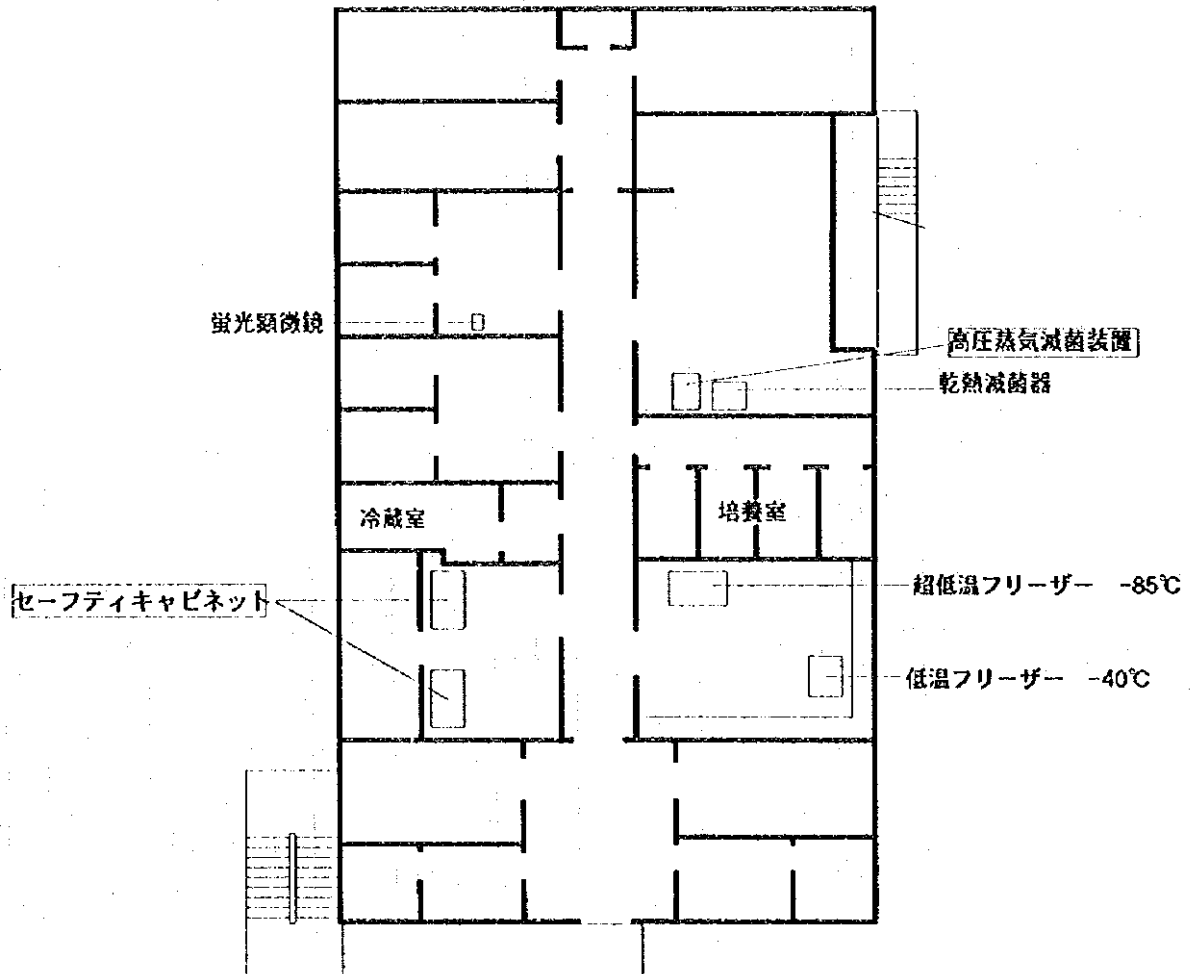 蛍光顕微鏡
高圧蒸気滅菌装置
乾熱滅菌器
冷蔵室
培養室
セーフティキャビネット
超低温フリーザー -85℃
低温フリーザー -40℃